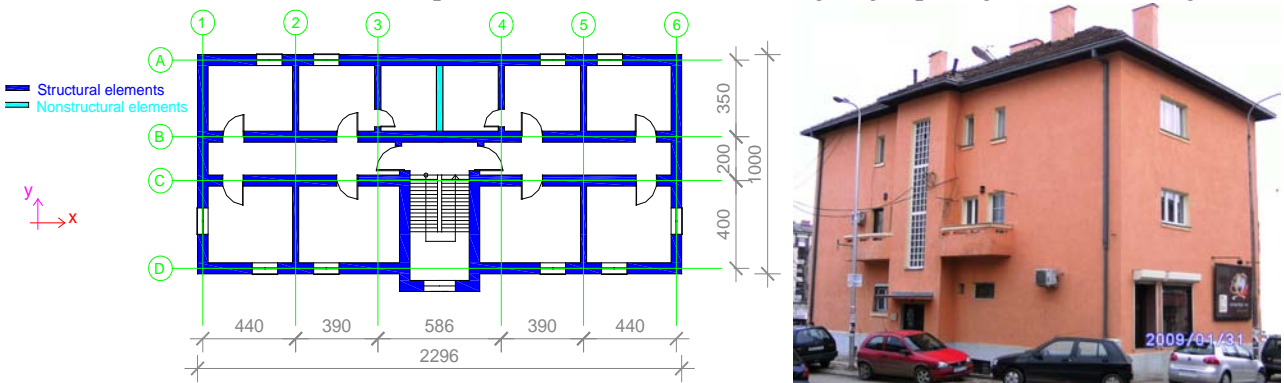 1 2 3 4 5 6
A
B
C
D
Structural elements
Nonstructural elements
y
x
350
200
400
1000
440 390 586 390 440
2296
2009/01/31